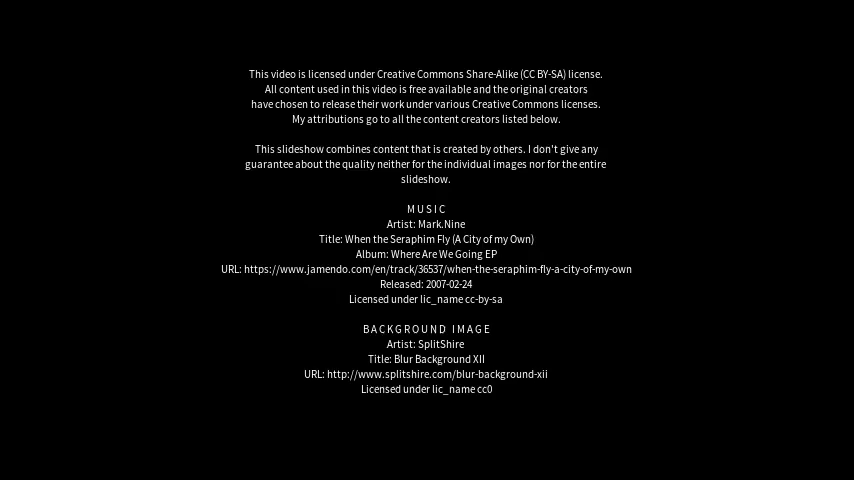 This video is licensed under Creative Commons Share-Alike (CC BY-SA) license.
All content used in this video is free available and the original creators
have chosen to release their work under various Creative Commons licenses.
My attributions go to all the content creators listed below.
This slideshow combines content that is created by others. I don't give any
guarantee about the quality neither for the individual images nor for the entire
slideshow.
MUSIC
Artist: Mark.Nine
Title: When the Seraphim Fly (A City of my Own)
Album: Where Are We Going EP
URL: https://www.jamendo.com/en/track/36537/when-the-seraphim-fly-a-city-of-my-own
Released: 2007-02-24
Licensed under lic_name cc-by-sa
BACKGROUND IMAGE
Artist: SplitShire
Title: Blur Background XII
URL: http://www.splitshire.com/blur-background-xii
Licensed under lic_name cc0